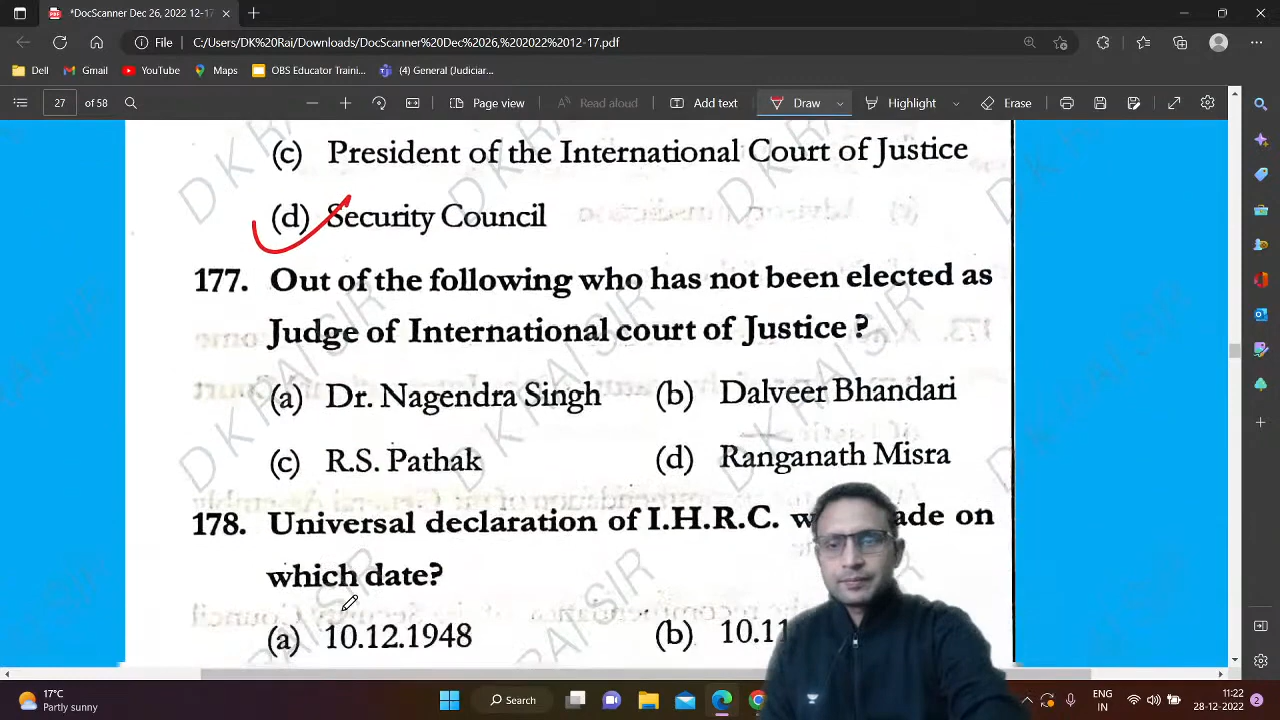 *DocScanner Dec 26, 2022 12-17
File C:/Users/DK%20Rai/Downloads/DocScanner%20Dec%2026,%202022%2012-17.pdf
Dell Gmail YouTube Maps OBS Educator Traini... (4) General (Judiciar...
27 of 58 Page view Read aloud Add text Draw Highlight Erase
(c) President of the International Court of Justice
(d) Security Council
177. Out of the following who has not been elected as
Judge of International court of Justice ?
(a) Dr. Nagendra Singh (b) Dalveer Bhandari
(c) R.S. Pathak (d) Ranganath Misra
178. Universal declaration of I.H.R.C. w ade on
which date?
(a) 10.12.1948 (b) 10.11
D K RAI SIR
17°C
Partly sunny
Search
ENG
IN
11:22
28-12-2022
2